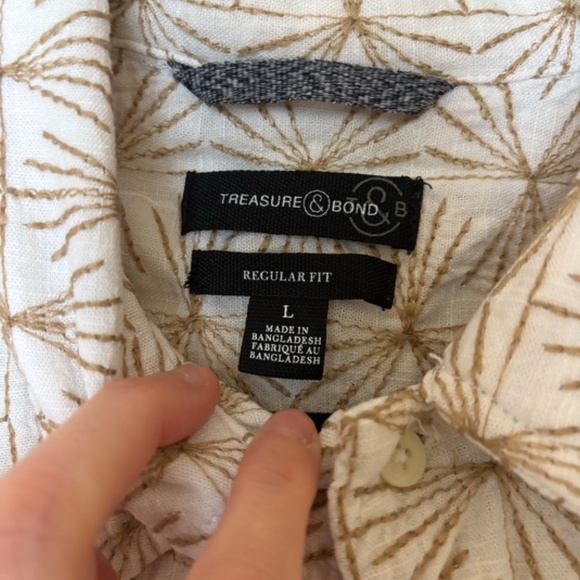 TREASURE & BOND T & B
REGULAR FIT
L
MADE IN
BANGLADESH
FABRIQUÉ AU
BANGLADESH